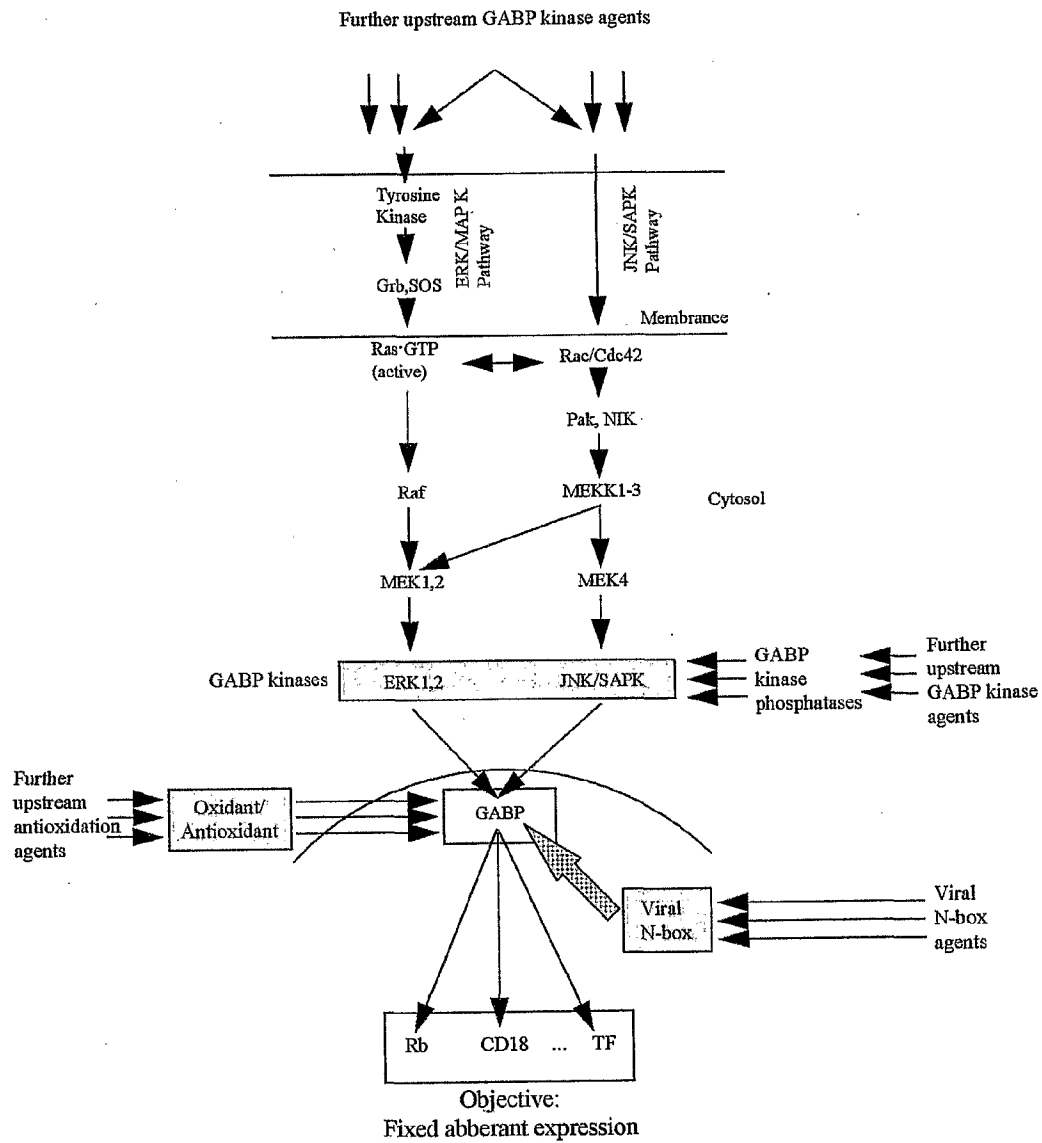 Further upstream GABP kinase agents
Tyrosine
Kinase
ERK/MAPK
Pathway
JNK/SAPK
Pathway
Grb,SOS
Membrance
Ras·GTP
(active)
Rac/Cdc42
Pak, NIK
Raf
MEKK1-3
Cytosol
MEK1,2
MEK4
GABP kinases
ERK1,2
JNK/SAPK
GABP
kinase
phosphatases
Further
upstream
GABP kinase
agents
Further
upstream
antioxidation
agents
Oxidant/
Antioxidant
GABP
Viral
N-box
Viral
N-box
agents
Rb CD18 ... TF
Objective:
Fixed abberant expression